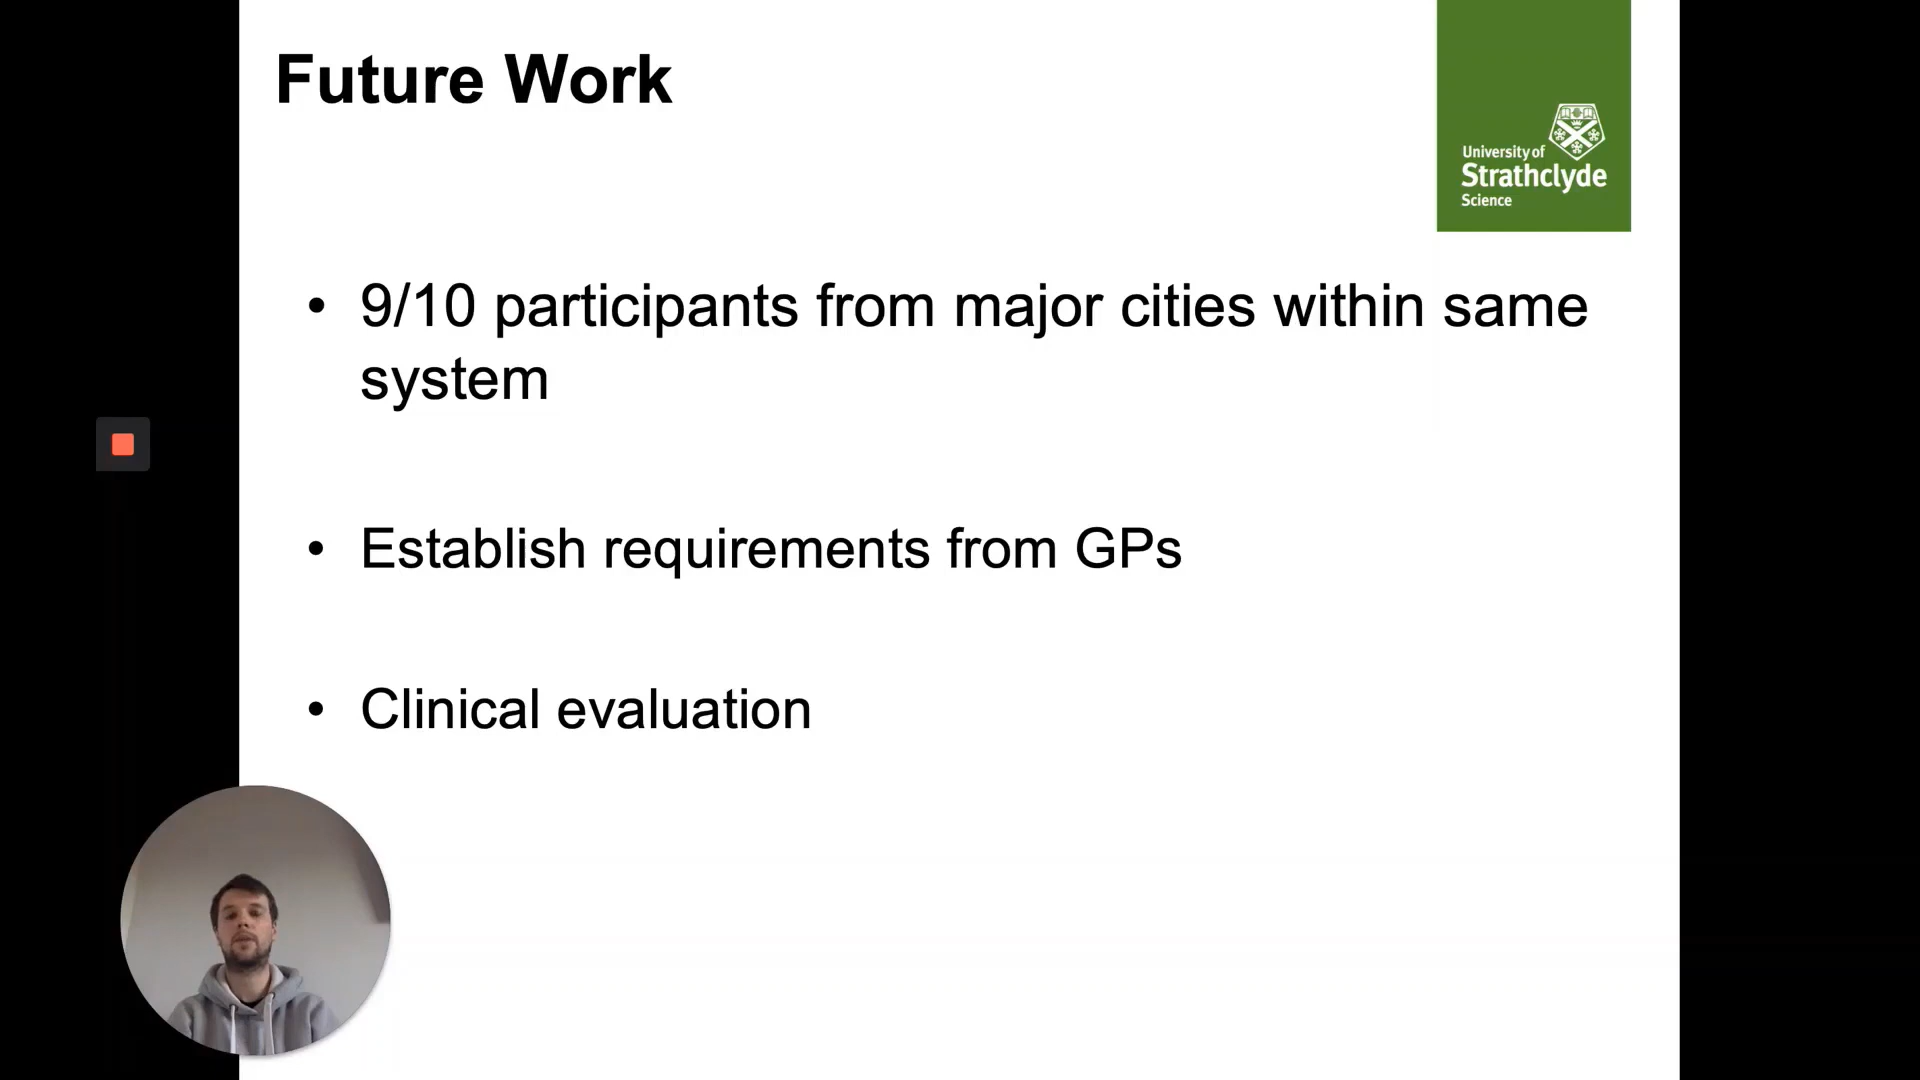 Future Work
University of
Strathclyde
Science
• 9/10 participants from major cities within same
system
• Establish requirements from GPs
• Clinical evaluation